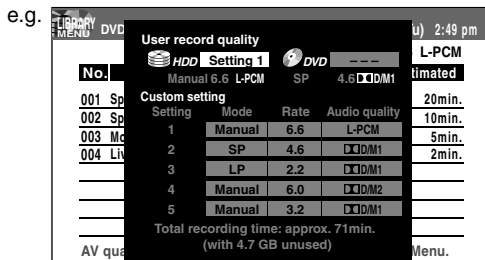 e.g.
LIBRARY MENU DVD u) 2:49 pm
User record quality
L-PCM
HDD Setting 1 DVD – – –
No. timated
Manual 6.6 L-PCM SP 4.6 D/M1
Custom setting
Setting Mode Rate Audio quality
001 Sp 20min.
1 Manual 6.6 L-PCM
002 Sp 10min.
2 SP 4.6 D/M1
003 Mo 5min.
3 LP 2.2 D/M1
004 Liv 2min.
4 Manual 6.0 D/M2
5 Manual 3.2 D/M1
Total recording time: approx. 71min.
(with 4.7 GB unused)
AV qua Menu.